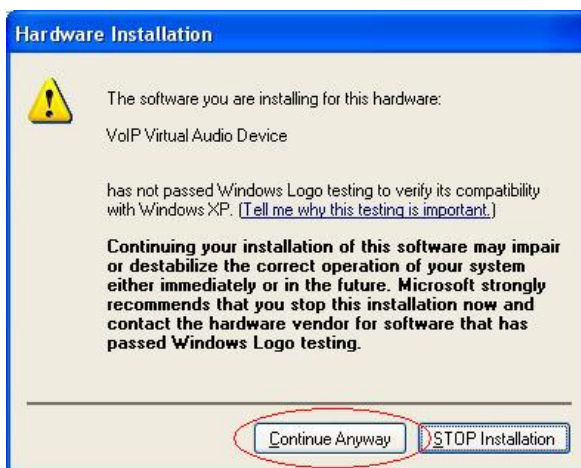 Hardware Installation
The software you are installing for this hardware:
VoIP Virtual Audio Device
has not passed Windows Logo testing to verify its compatibility
with Windows XP. (Tell me why this testing is important.)
Continuing your installation of this software may impair
or destabilize the correct operation of your system
either immediately or in the future. Microsoft strongly
recommends that you stop this installation now and
contact the hardware vendor for software that has
passed Windows Logo testing.
Continue Anyway
STOP Installation